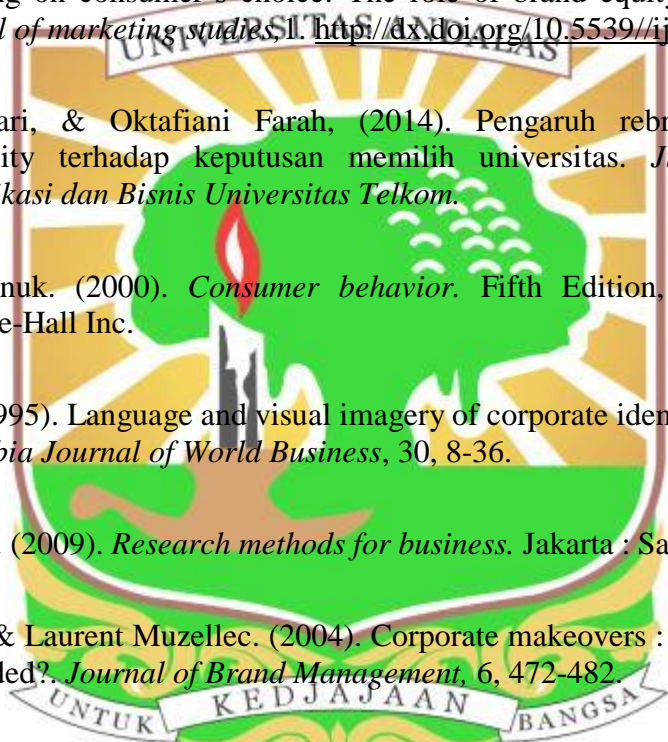 ng on consumer's choice. The role of brand equity
l of marketing studies,1. http://dx.doi.org/10.5539//ij
UNIVERSITAS ANDALAS
ari, & Oktafiani Farah, (2014). Pengaruh rebr
ity terhadap keputusan memilih universitas. J
kasi dan Bisnis Universitas Telkom.
nuk. (2000). Consumer behavior. Fifth Edition,
e-Hall Inc.
995). Language and visual imagery of corporate iden
bia Journal of World Business, 30, 8-36.
. (2009). Research methods for business. Jakarta : Sa
& Laurent Muzellec. (2004). Corporate makeovers :
ded?. Journal of Brand Management, 6, 472-482.
UNTUK KEDJAJAAN BANGSA